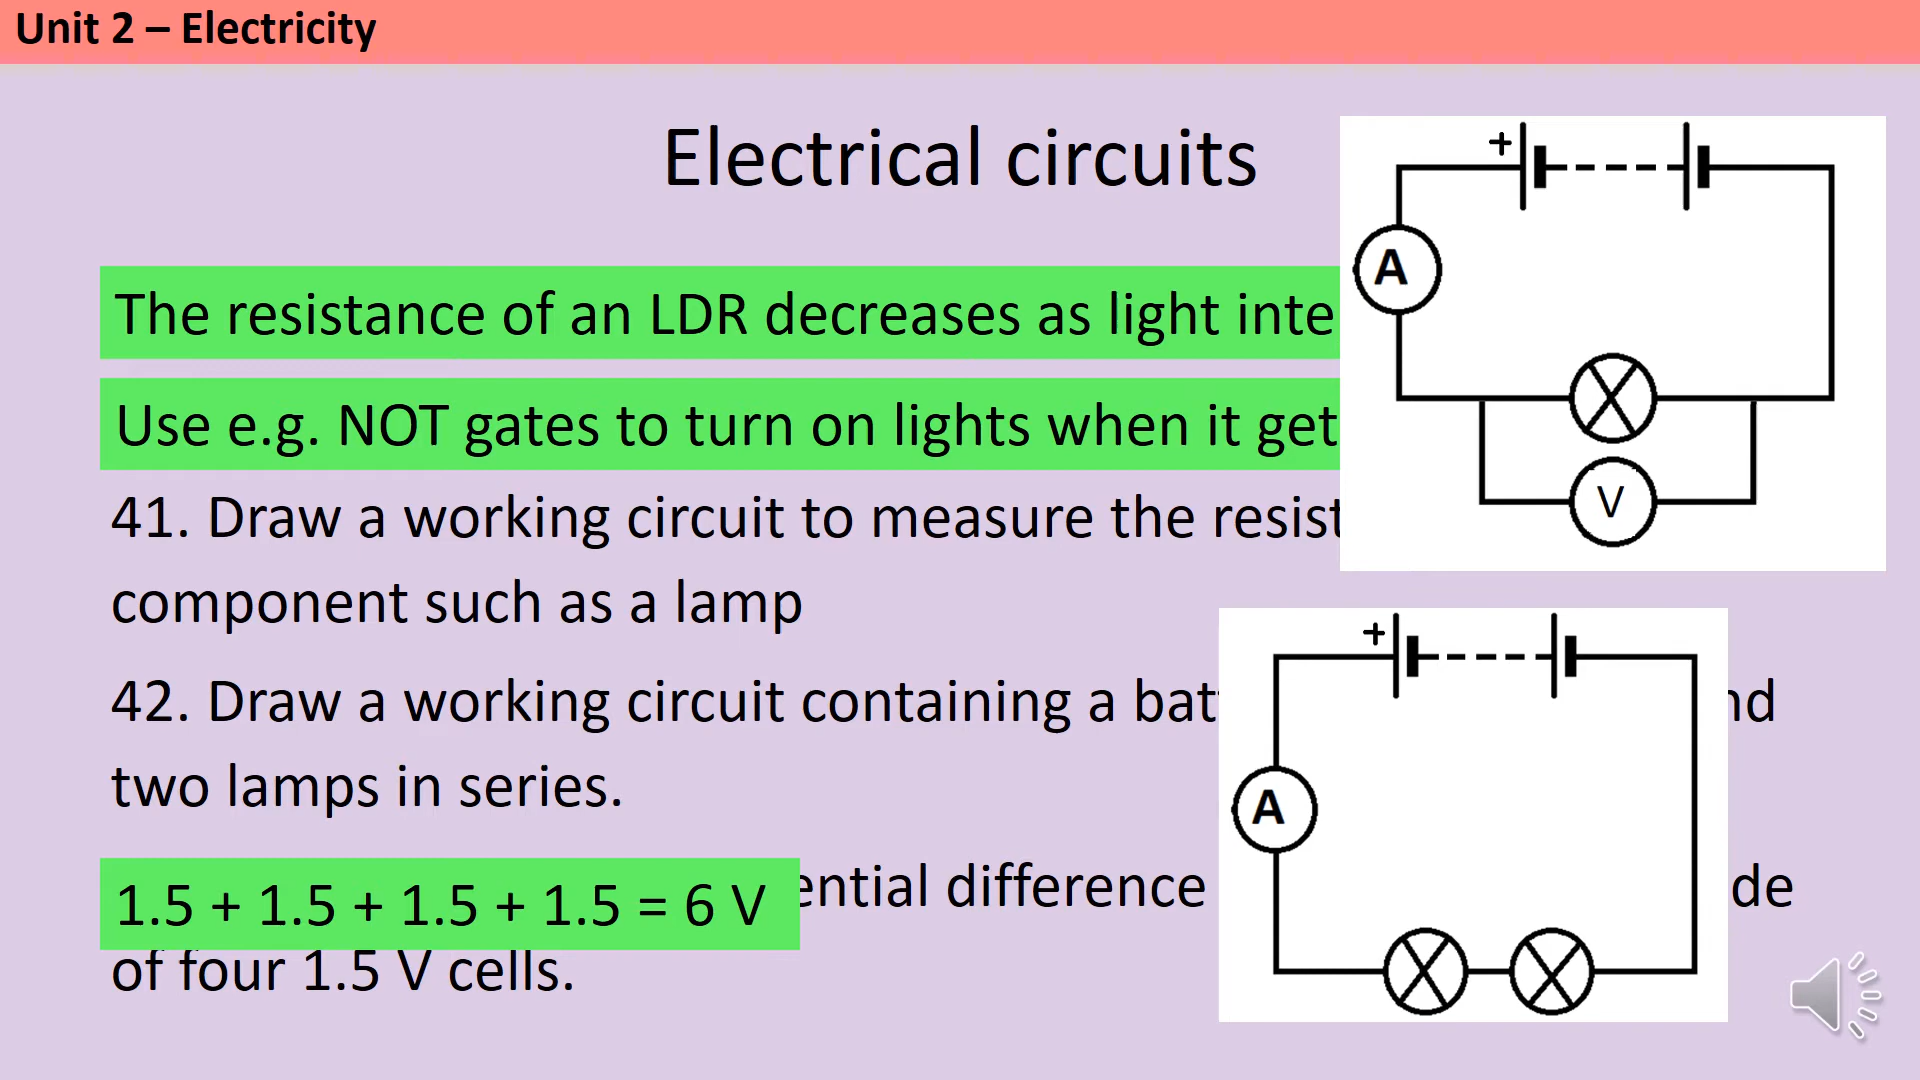 Unit 2 – Electricity
Electrical circuits
The resistance of an LDR decreases as light inte
Use e.g. NOT gates to turn on lights when it get
41. Draw a working circuit to measure the resist
component such as a lamp
42. Draw a working circuit containing a bat nd
two lamps in series.
1.5 + 1.5 + 1.5 + 1.5 = 6 V ential difference de
of four 1.5 V cells.
+
A
V
+
A